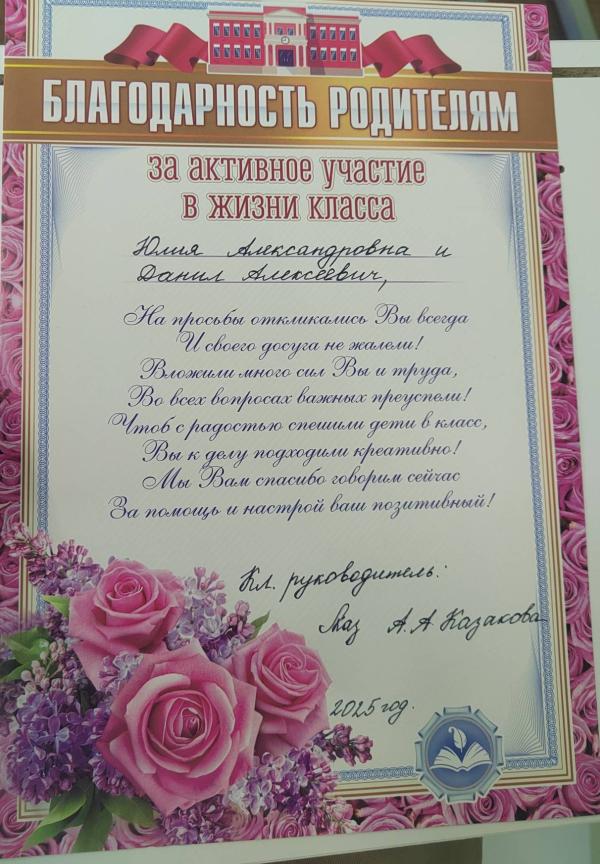 БЛАГОДАРНОСТЬ РОДИТЕЛЯМ
ЗА АКТИВНОЕ УЧАСТИЕ
В ЖИЗНИ КЛАССА
Юлия Александровна и
Данил Алексеевич,
На просьбы откликались Вы всегда
И своего досуга не жалели!
Вложили много сил Вы и труда,
Во всех вопросах важных преуспели!
Чтоб с радостью спешили дети в класс,
Вы к делу подходили креативно!
Мы Вам спасибо говорим сейчас
За помощь и настрой ваш позитивный!
Кл. руководитель:
А. А Казакова
2025 год.